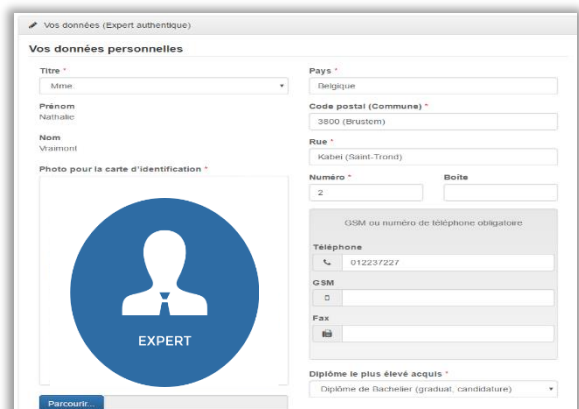 Vos données (Expert authentique)
Vos données personnelles
Titre *
Mme.
Prénom
Nathalie
Nom
Vraimont
Photo pour la carte d'identification *
EXPERT
Parcourir...
Pays *
Belgique
Code postal (Commune) *
3800 (Brustem)
Rue *
Kabei (Saint-Trond)
Numéro *
Boîte
2
GSM ou numéro de téléphone obligatoire
Téléphone
012237227
GSM
Fax
Diplôme le plus élevé acquis *
Diplôme de Bachelier (graduat, candidature)